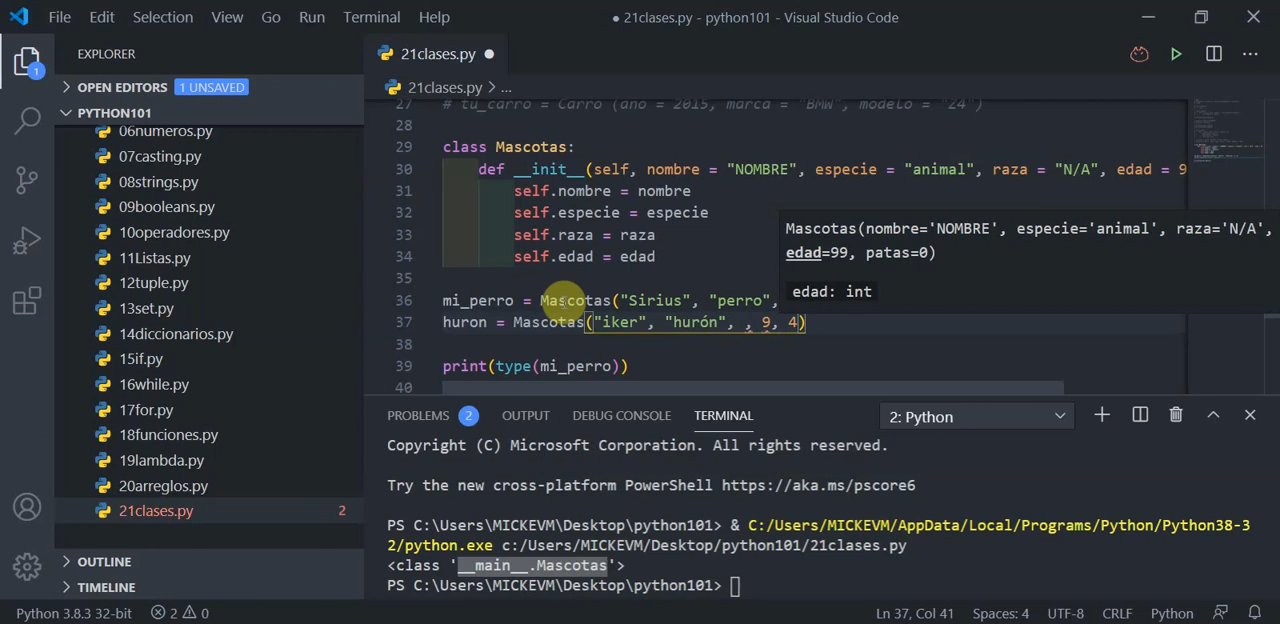 File Edit Selection View Go Run Terminal Help ● 21clases.py - python101 - Visual Studio Code
EXPLORER
21clases.py ●
1
OPEN EDITORS 1 UNSAVED
21clases.py > ...
PYTHON101
06numeros.py
07casting.py
08strings.py
09booleans.py
10operadores.py
11Listas.py
12tuple.py
13set.py
14diccionarios.py
15if.py
16while.py
17for.py
18funciones.py
19lambda.py
20arreglos.py
21clases.py 2
OUTLINE
TIMELINE
27 # tu_carro = Carro (ano = 2015, marca = "BMW", modelo = "Z4")
28
29 class Mascotas:
30 def __init__(self, nombre = "NOMBRE", especie = "animal", raza = "N/A", edad = 9
31 self.nombre = nombre
32 self.especie = especie
33 self.raza = raza
34 self.edad = edad
35
36 mi_perro = Mascotas("Sirius", "perro",
37 huron = Mascotas("iker", "hurón", , 9, 4)
38
39 print(type(mi_perro))
40
Mascotas(nombre='NOMBRE', especie='animal', raza='N/A',
edad=99, patas=0)
edad: int
PROBLEMS 2 OUTPUT DEBUG CONSOLE TERMINAL 2: Python
Copyright (C) Microsoft Corporation. All rights reserved.
Try the new cross-platform PowerShell https://aka.ms/pscore6
PS C:\Users\MICKEVM\Desktop\python101> & C:/Users/MICKEVM/AppData/Local/Programs/Python/Python38-3
2/python.exe c:/Users/MICKEVM/Desktop/python101/21clases.py
<class '__main__.Mascotas'>
PS C:\Users\MICKEVM\Desktop\python101>
Python 3.8.3 32-bit 2 0 Ln 37, Col 41 Spaces: 4 UTF-8 CRLF Python